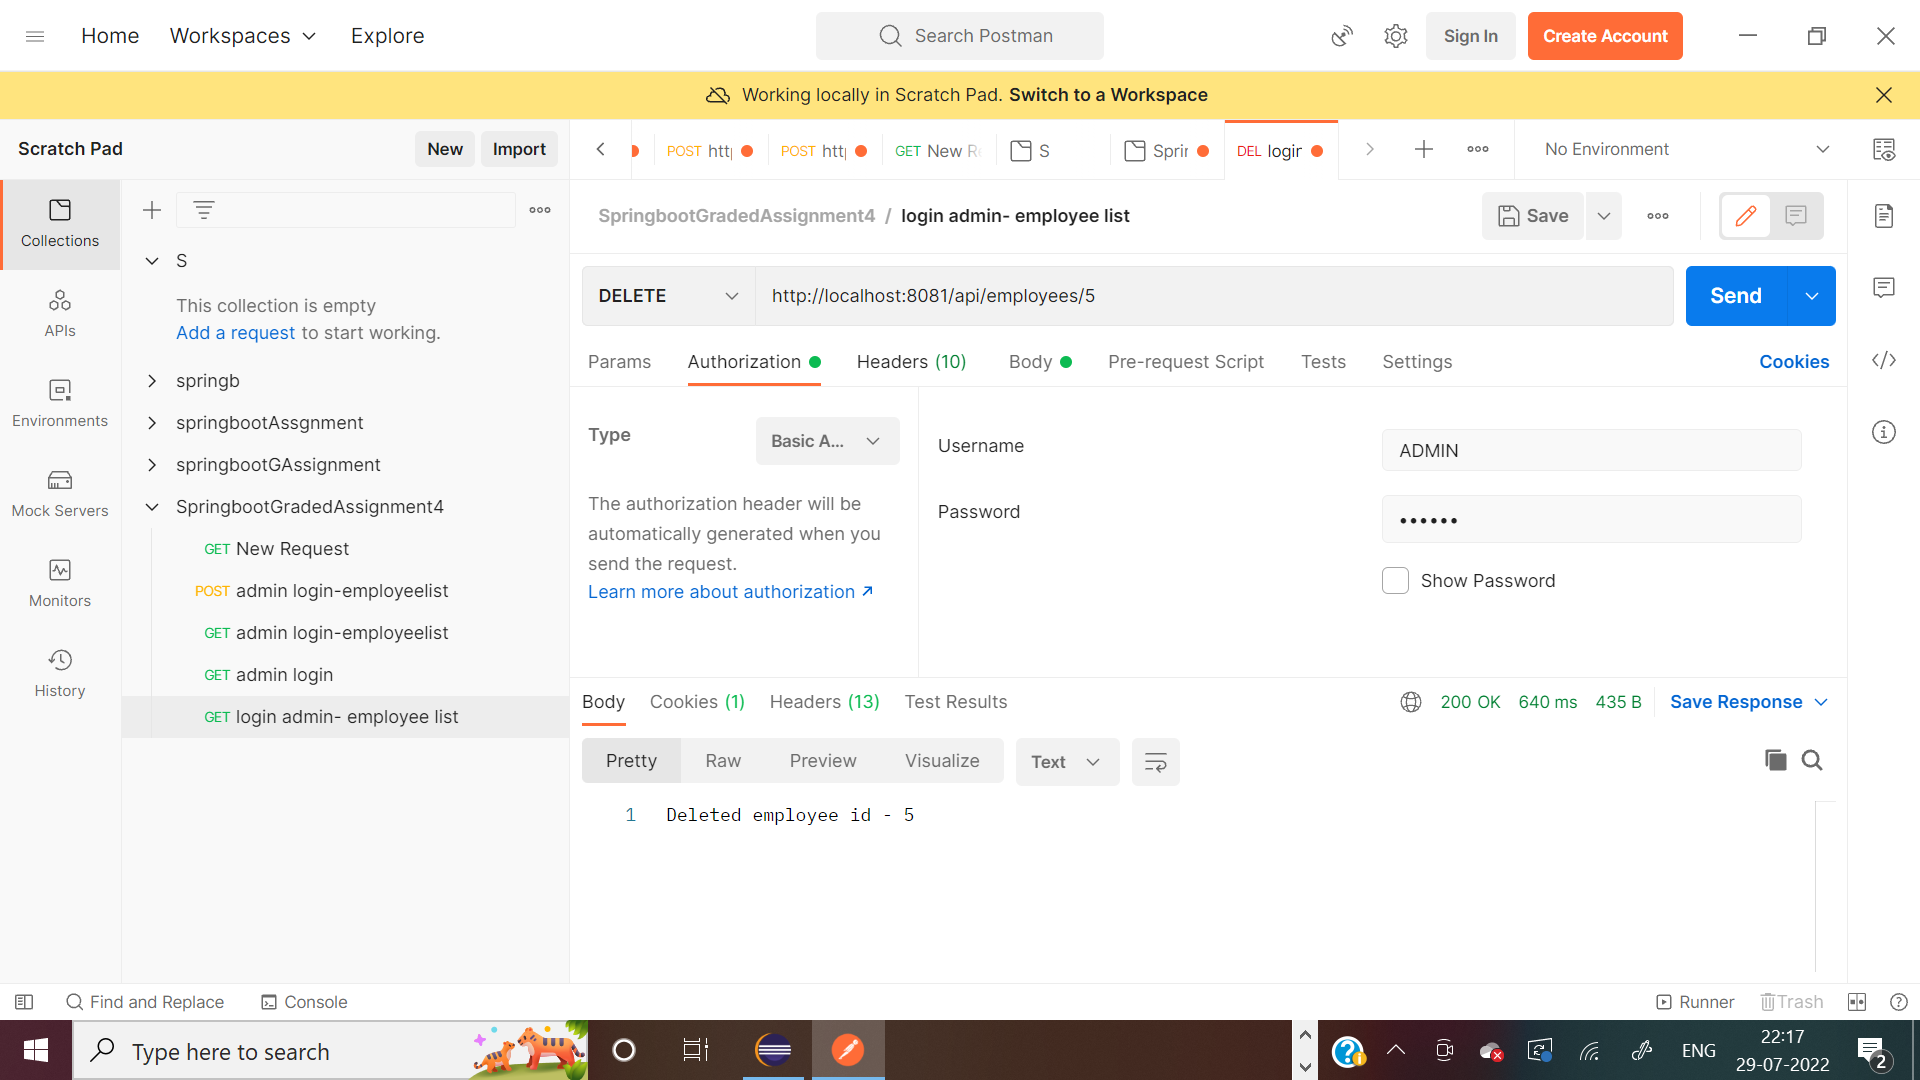 Home Workspaces Explore
Search Postman
Sign In Create Account
Working locally in Scratch Pad. Switch to a Workspace
Scratch Pad New Import
POST POST GET New S DEL No Environment
SpringbootGradedAssignment4 / login admin- employee list
Save
Collections
APIs
Environments
Mock Servers
Monitors
History
S
This collection is empty
Add a request to start working.
springb
springbootAssgnment
springbootGAssignment
SpringbootGradedAssignment4
GET New Request
POST admin login-employeelist
GET admin login-employeelist
GET admin login
GET login admin- employee list
DELETE http://localhost:8081/api/employees/5 Send
Params Authorization Headers (10) Body Pre-request Script Tests Settings Cookies
Type Basic A...
The authorization header will be
automatically generated when you
send the request.
Learn more about authorization ↗
Username ADMIN
Password ••••••
Show Password
Body Cookies (1) Headers (13) Test Results 200 OK 640 ms 435 B Save Response
Pretty Raw Preview Visualize Text
1 Deleted employee id - 5
Find and Replace Console Runner Trash
Type here to search
ENG
22:17
29-07-2022
2